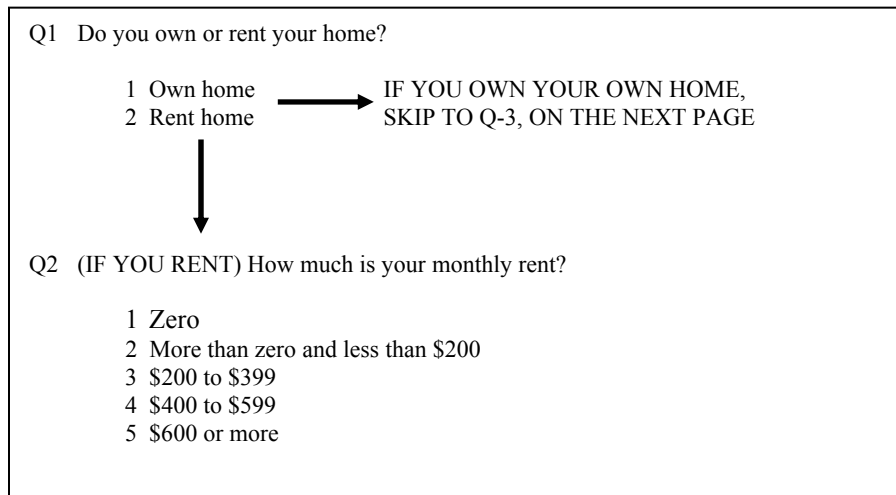 Q1 Do you own or rent your home?
1 Own home
2 Rent home
IF YOU OWN YOUR OWN HOME,
SKIP TO Q-3, ON THE NEXT PAGE
Q2 (IF YOU RENT) How much is your monthly rent?
1 Zero
2 More than zero and less than $200
3 $200 to $399
4 $400 to $599
5 $600 or more